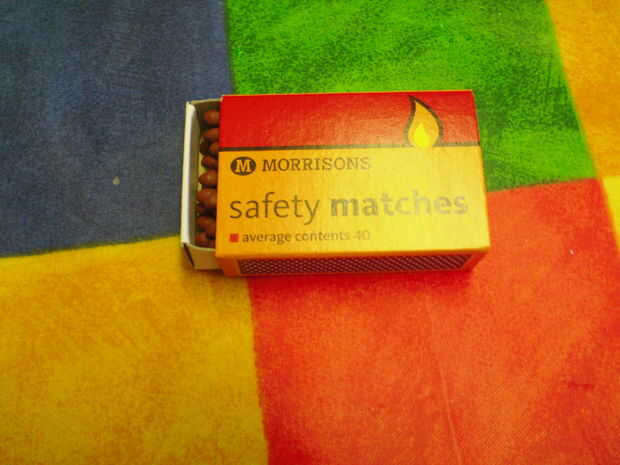 M MORRISONS
safety matches
average contents 40